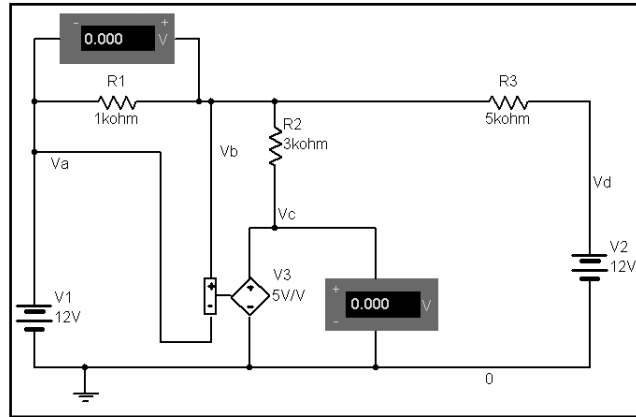 - +
0.000 V
R1
1kohm
R3
5kohm
R2
3kohm
Va
Vb
Vc
Vd
V1
12V
+
-
+
-
V3
5V/V
+
0.000 V
-
V2
12V
0